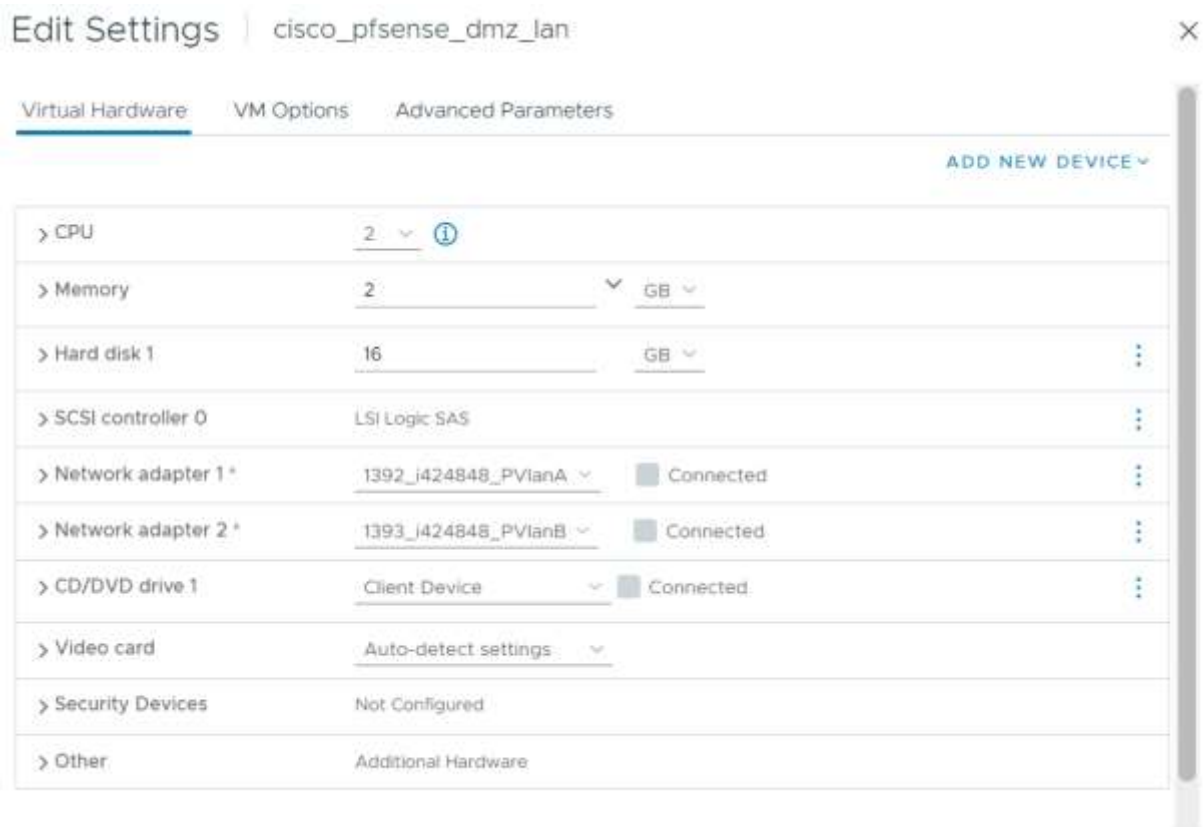 Edit Settings | cisco_pfsense_dmz_lan
Virtual Hardware VM Options Advanced Parameters
ADD NEW DEVICE
CPU 2
Memory 2 GB
Hard disk 1 16 GB
SCSI controller 0 LSI Logic SAS
Network adapter 1 * 1392_i424848_PVlanA Connected
Network adapter 2 * 1393_i424848_PVlanB Connected
CD/DVD drive 1 Client Device Connected
Video card Auto-detect settings
Security Devices Not Configured
Other Additional Hardware